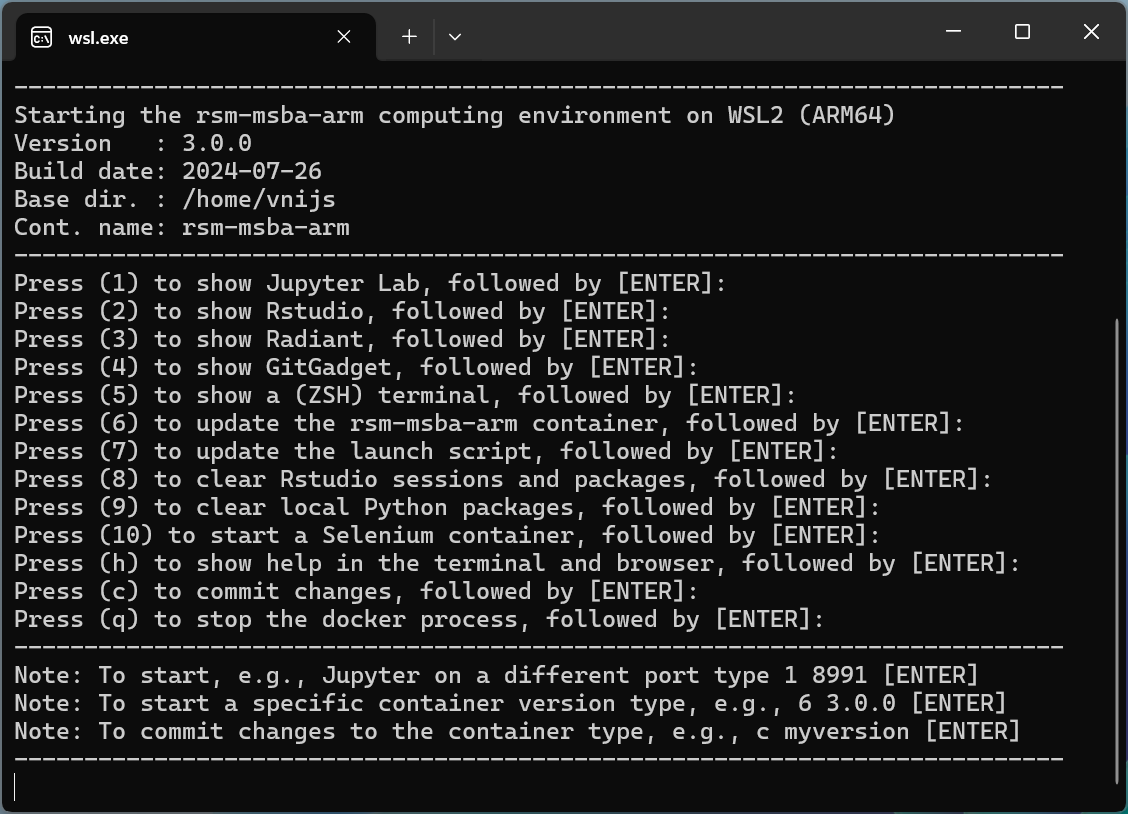 wsl.exe
---------------------------------------------------------------------------
Starting the rsm-msba-arm computing environment on WSL2 (ARM64)
Version   : 3.0.0
Build date: 2024-07-26
Base dir. : /home/vnijs
Cont. name: rsm-msba-arm
---------------------------------------------------------------------------
Press (1) to show Jupyter Lab, followed by [ENTER]:
Press (2) to show Rstudio, followed by [ENTER]:
Press (3) to show Radiant, followed by [ENTER]:
Press (4) to show GitGadget, followed by [ENTER]:
Press (5) to show a (ZSH) terminal, followed by [ENTER]:
Press (6) to update the rsm-msba-arm container, followed by [ENTER]:
Press (7) to update the launch script, followed by [ENTER]:
Press (8) to clear Rstudio sessions and packages, followed by [ENTER]:
Press (9) to clear local Python packages, followed by [ENTER]:
Press (10) to start a Selenium container, followed by [ENTER]:
Press (h) to show help in the terminal and browser, followed by [ENTER]:
Press (c) to commit changes, followed by [ENTER]:
Press (q) to stop the docker process, followed by [ENTER]:
---------------------------------------------------------------------------
Note: To start, e.g., Jupyter on a different port type 1 8991 [ENTER]
Note: To start a specific container version type, e.g., 6 3.0.0 [ENTER]
Note: To commit changes to the container type, e.g., c myversion [ENTER]
---------------------------------------------------------------------------